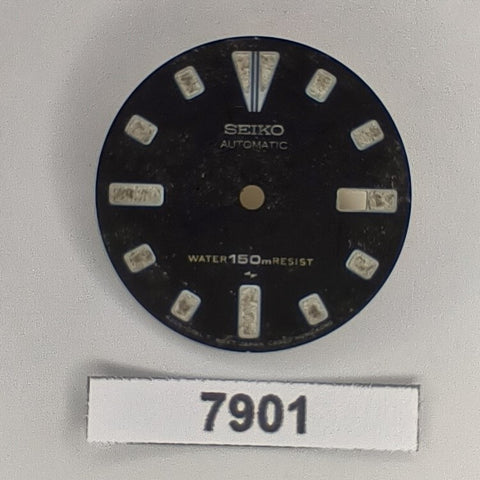 SEIKO
AUTOMATIC
WATER 150m RESIST
7901